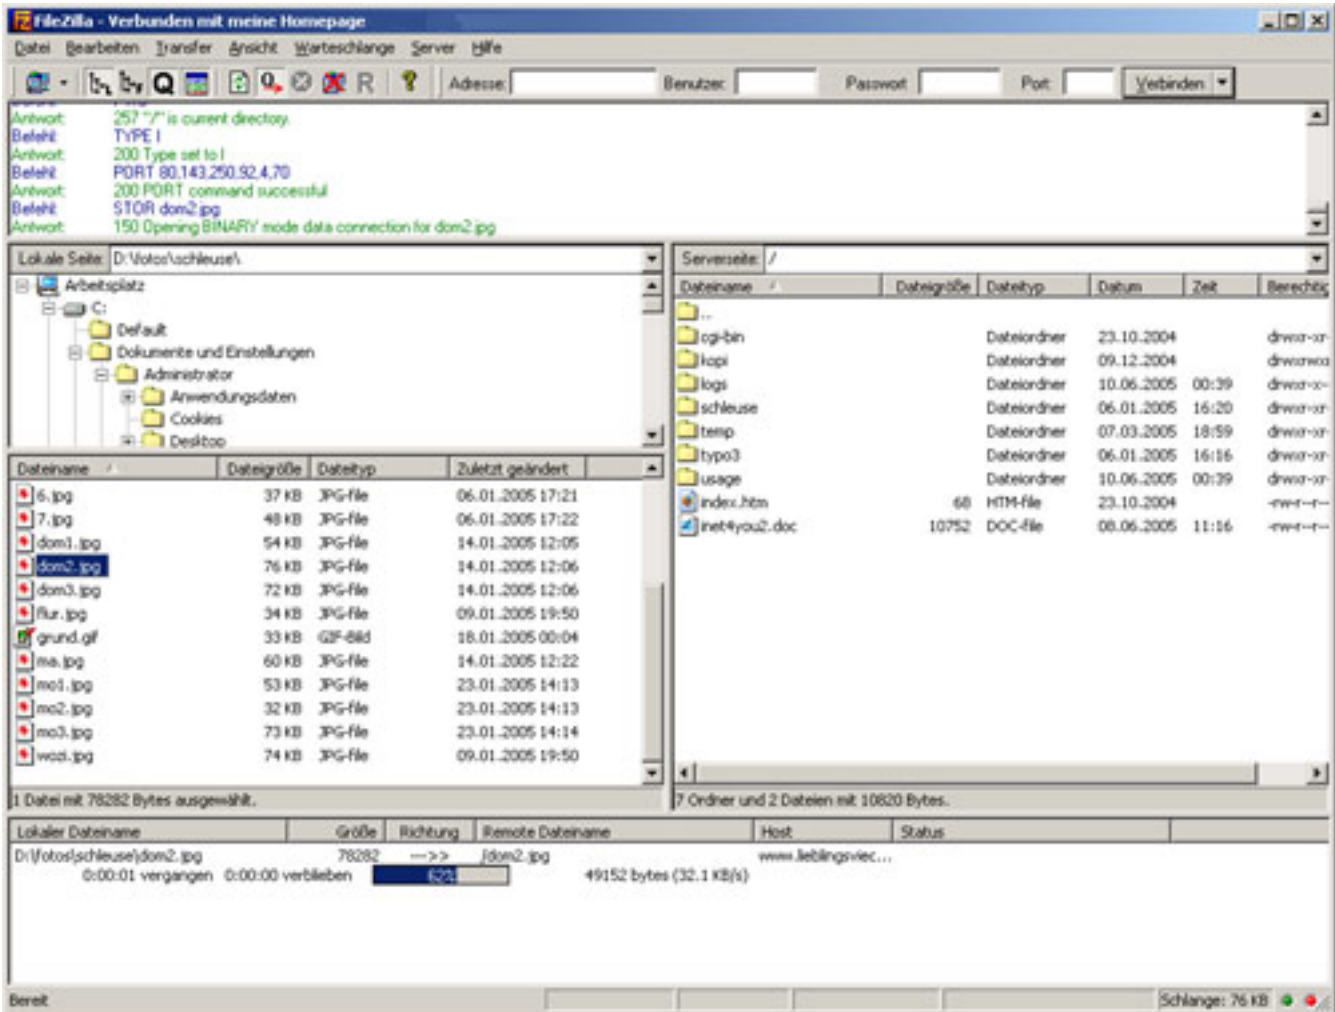 FileZilla - Verbunden mit meine Homepage
Datei Bearbeiten Transfer Ansicht Warteschlange Server Hilfe
Adresse: Benutzer: Passwort Port: Verbinden
Antwort: 257 "/" is current directory.
Befehl: TYPE I
Antwort: 200 Type set to I
Befehl: PORT 80,143,250,92,4,70
Antwort: 200 PORT command successful
Befehl: STOR dom2.jpg
Antwort: 150 Opening BINARY mode data connection for dom2.jpg
Lokale Seite: D:\fotos\schleuse\
Arbeitsplatz
C:
Default
Dokumente und Einstellungen
Administrator
Anwendungsdaten
Cookies
Desktop
Dateiname Dateigröße Dateityp Zuletzt geändert
6.jpg 37 KB JPG-file 06.01.2005 17:21
7.jpg 48 KB JPG-file 06.01.2005 17:22
dom1.jpg 54 KB JPG-file 14.01.2005 12:05
dom2.jpg 76 KB JPG-file 14.01.2005 12:06
dom3.jpg 72 KB JPG-file 14.01.2005 12:06
flur.jpg 34 KB JPG-file 09.01.2005 19:50
grund.gif 33 KB GIF-Bild 18.01.2005 00:04
ma.jpg 60 KB JPG-file 14.01.2005 12:22
mo1.jpg 53 KB JPG-file 23.01.2005 14:13
mo2.jpg 32 KB JPG-file 23.01.2005 14:13
mo3.jpg 73 KB JPG-file 23.01.2005 14:14
wozi.jpg 74 KB JPG-file 09.01.2005 19:50
1 Datei mit 78282 Bytes ausgewählt.
Serverseite: /
Dateiname Dateigröße Dateityp Datum Zeit Berechtig
..
cgi-bin Dateiordner 23.10.2004 drwxr-xr-
kopi Dateiordner 09.12.2004 drwxrwxx
logs Dateiordner 10.06.2005 00:39 drwxr-x--
schleuse Dateiordner 06.01.2005 16:20 drwxr-xr-
temp Dateiordner 07.03.2005 18:59 drwxr-xr-
typo3 Dateiordner 06.01.2005 16:16 drwxr-xr-
usage Dateiordner 10.06.2005 00:39 drwxr-xr-
index.htm 68 HTM-file 23.10.2004 -rw-r--r--
inet4you2.doc 10752 DOC-file 08.06.2005 11:16 -rw-r--r--
7 Ordner und 2 Dateien mit 10820 Bytes.
Lokaler Dateiname Größe Richtung Remote Dateiname Host Status
D:\fotos\schleuse\dom2.jpg 78282 --->> /dom2.jpg www.lieblingsviec...
0:00:01 vergangen 0:00:00 verblieben 62% 49152 bytes (32.1 KB/s)
Bereit Schlange: 76 KB